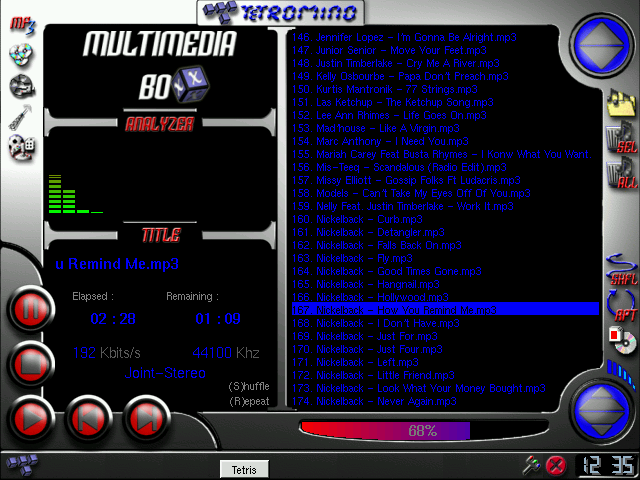 MP3
TETROMINO
MULTIMEDIA
BOX
ANALYZER
TITLE
u Remind Me.mp3
Elapsed :
Remaining :
02 : 28
01 : 09
192 Kbits/s
44100 Khz
Joint-Stereo
(S)huffle
(R)epeat
146. Jennifer Lopez - I'm Gonna Be Alright.mp3
147. Junior Senior - Move Your Feet.mp3
148. Justin Timberlake - Cry Me A River.mp3
149. Kelly Osbourne - Papa Don't Preach.mp3
150. Kurtis Mantronik - 77 Strings.mp3
151. Las Ketchup - The Ketchup Song.mp3
152. Lee Ann Rhimes - Life Goes On.mp3
153. Mad'house - Like A Virgin.mp3
154. Marc Anthony - I Need You.mp3
155. Mariah Carey Feat Busta Rhymes - I Know What You Want.
156. Mis-Teeq - Scandalous (Radio Edit).mp3
157. Missy Elliott - Gossip Folks Ft Ludacris.mp3
158. Models - Can't Take My Eyes Off Of You.mp3
159. Nelly Feat. Justin Timberlake - Work It.mp3
160. Nickelback - Curb.mp3
161. Nickelback - Detangler.mp3
162. Nickelback - Falls Back On.mp3
163. Nickelback - Fly.mp3
164. Nickelback - Good Times Gone.mp3
165. Nickelback - Hangnail.mp3
166. Nickelback - Hollywood.mp3
167. Nickelback - How You Remind Me.mp3
168. Nickelback - I Don't Have.mp3
169. Nickelback - Just For.mp3
170. Nickelback - Just Four.mp3
171. Nickelback - Left.mp3
172. Nickelback - Little Friend.mp3
173. Nickelback - Look What Your Money Bought.mp3
174. Nickelback - Never Again.mp3
68%
SEL
ALL
SHFL
RPT
Tetris
12 35